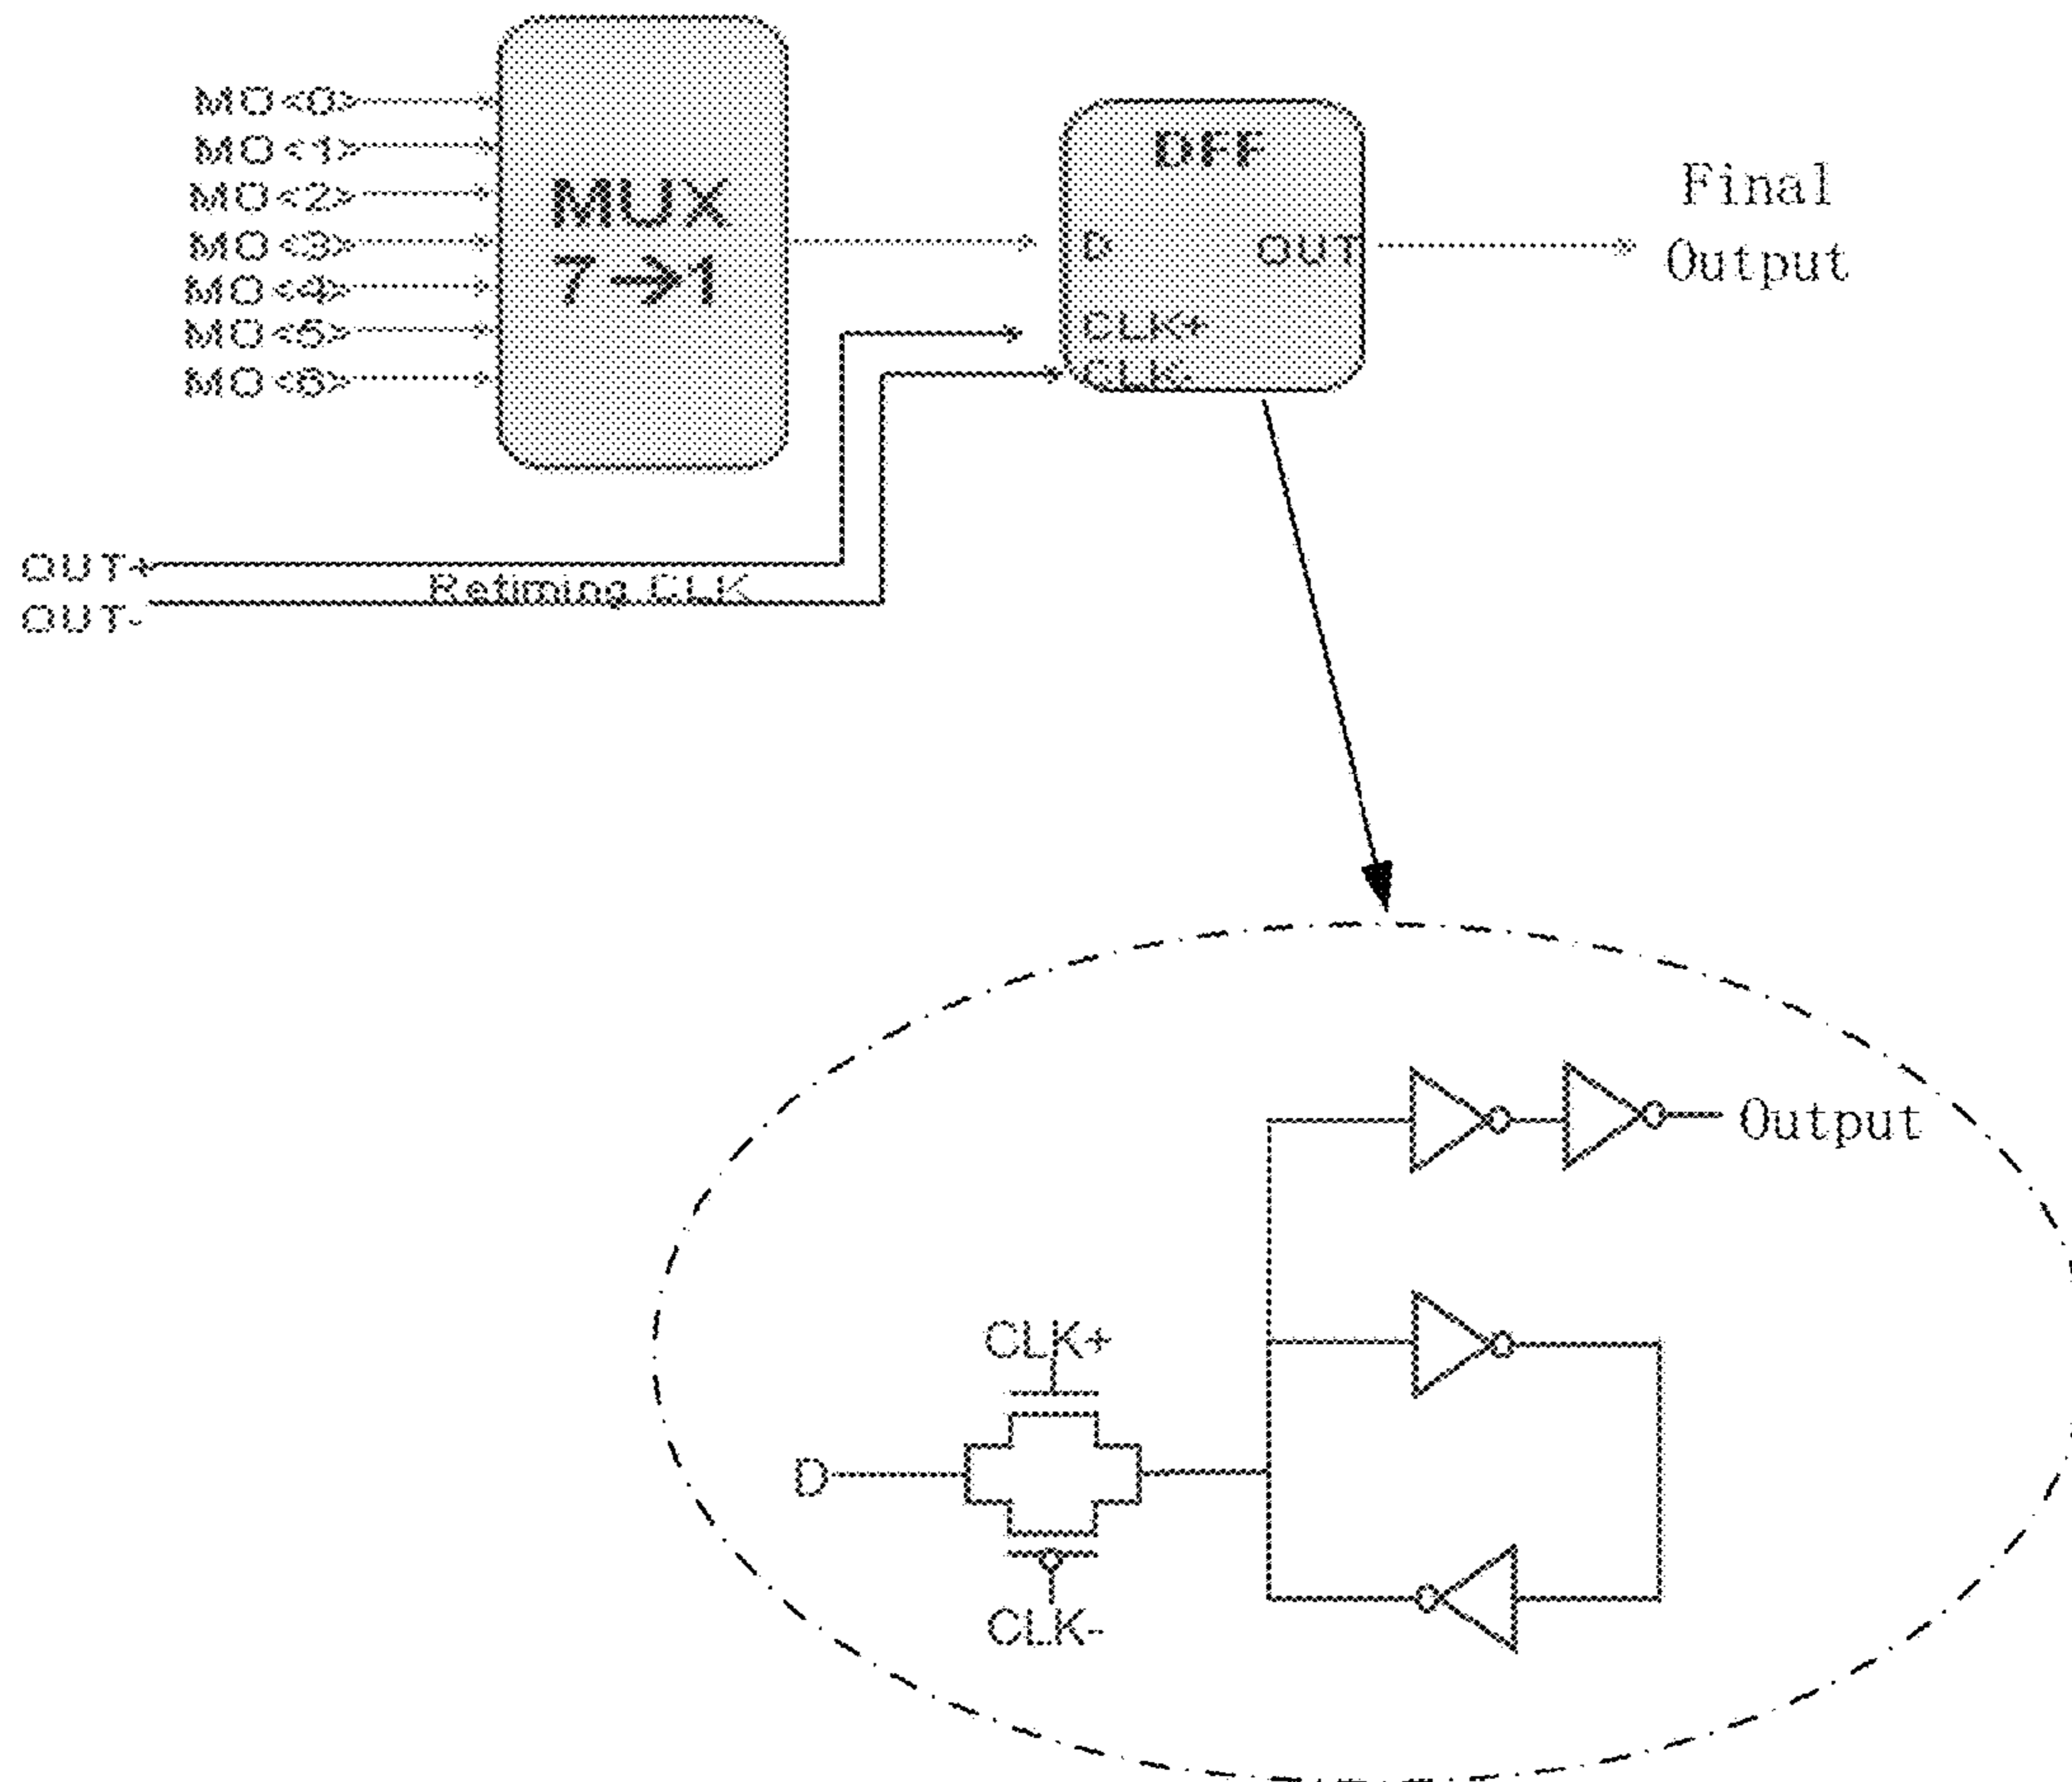 MO<0>
MO<1>
MO<2>
MO<3>
MO<4>
MO<5>
MO<6>
MUX
7→1
DFF
D OUT
CLK+
CLK-
Final
Output
OUT+
Retiming CLK
OUT-
Output
CLK+
D
CLK-